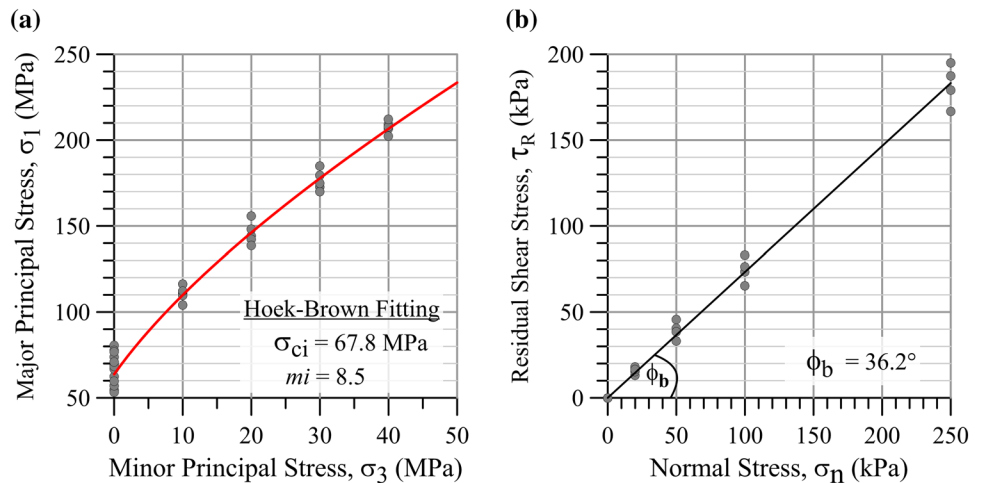 (a)
Major Principal Stress, σ1 (MPa)
250
200
150
100
50
0 10 20 30 40 50
Minor Principal Stress, σ3 (MPa)
Hoek-Brown Fitting
σci = 67.8 MPa
mi = 8.5
(b)
Residual Shear Stress, τR (kPa)
200
150
100
50
0
0 50 100 150 200 250
Normal Stress, σn (kPa)
ϕb
ϕb = 36.2°